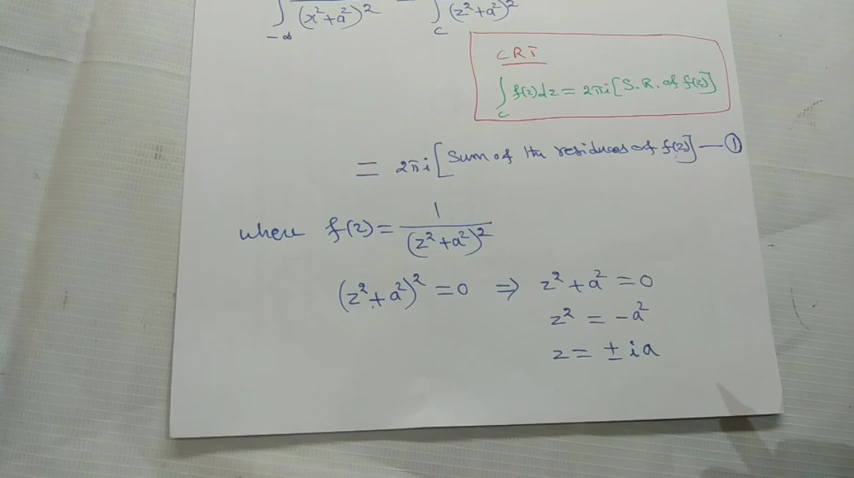 ∫ -∞ (x²+a²)² ∫ C (z²+a²)²
CRT
∫ C f(z)dz = 2πi[S.R. of f(z)]
= 2πi[Sum of the residues of f(z)] — ①
where f(z) = 1/(z²+a²)²
(z²+a²)² = 0 ⇒ z²+a² = 0
z² = -a²
z = ± ia